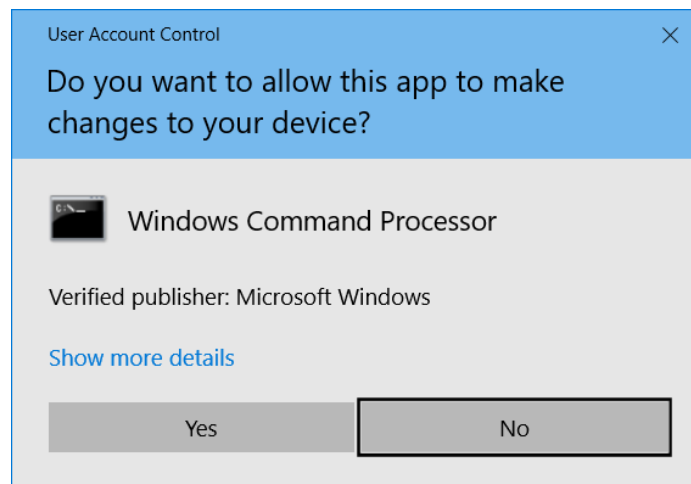 User Account Control
Do you want to allow this app to make
changes to your device?
C:\_
Windows Command Processor
Verified publisher: Microsoft Windows
Show more details
Yes
No